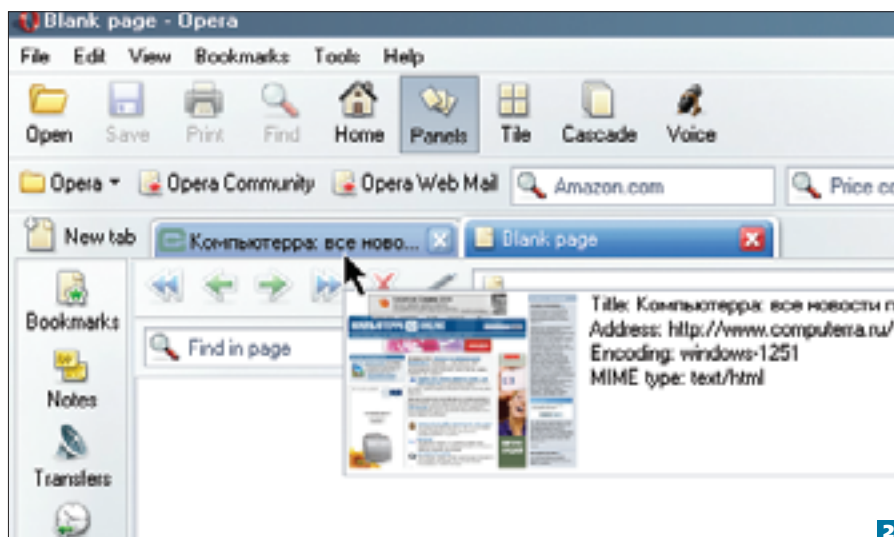 Blank page - Opera
File Edit View Bookmarks Tools Help
Open Save Print Find Home Panels Tile Cascade Voice
Opera Opera Community Opera Web Mail Amazon.com Price
New tab Компьютерра: все ново... Blank page
Bookmarks
Find in page
Notes
Transfers
Title: Компьютерра: все новости
Address: http://www.computerra.ru/
Encoding: windows-1251
MIME type: text/html
2